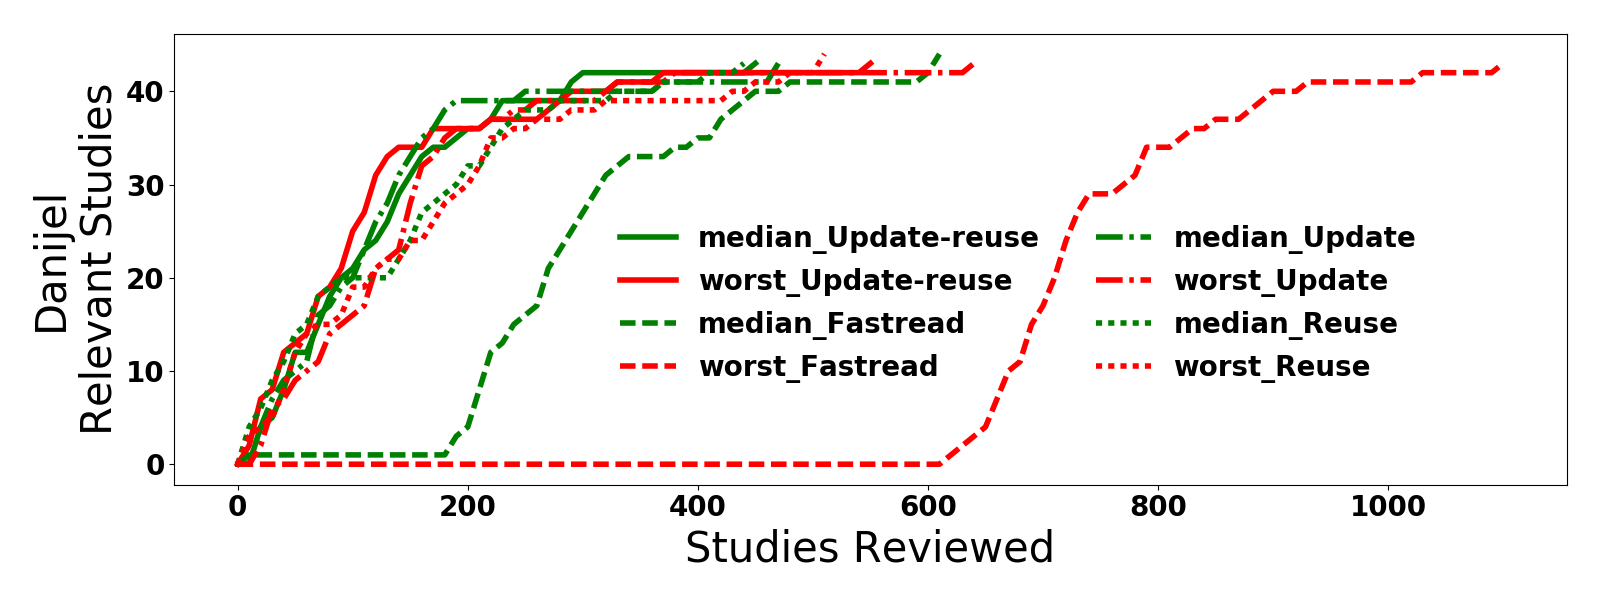 Danijel
Relevant Studies
40
30
20
10
0
median_Update-reuse
worst_Update-reuse
median_Fastread
worst_Fastread
median_Update
worst_Update
median_Reuse
worst_Reuse
0 200 400 600 800 1000
Studies Reviewed